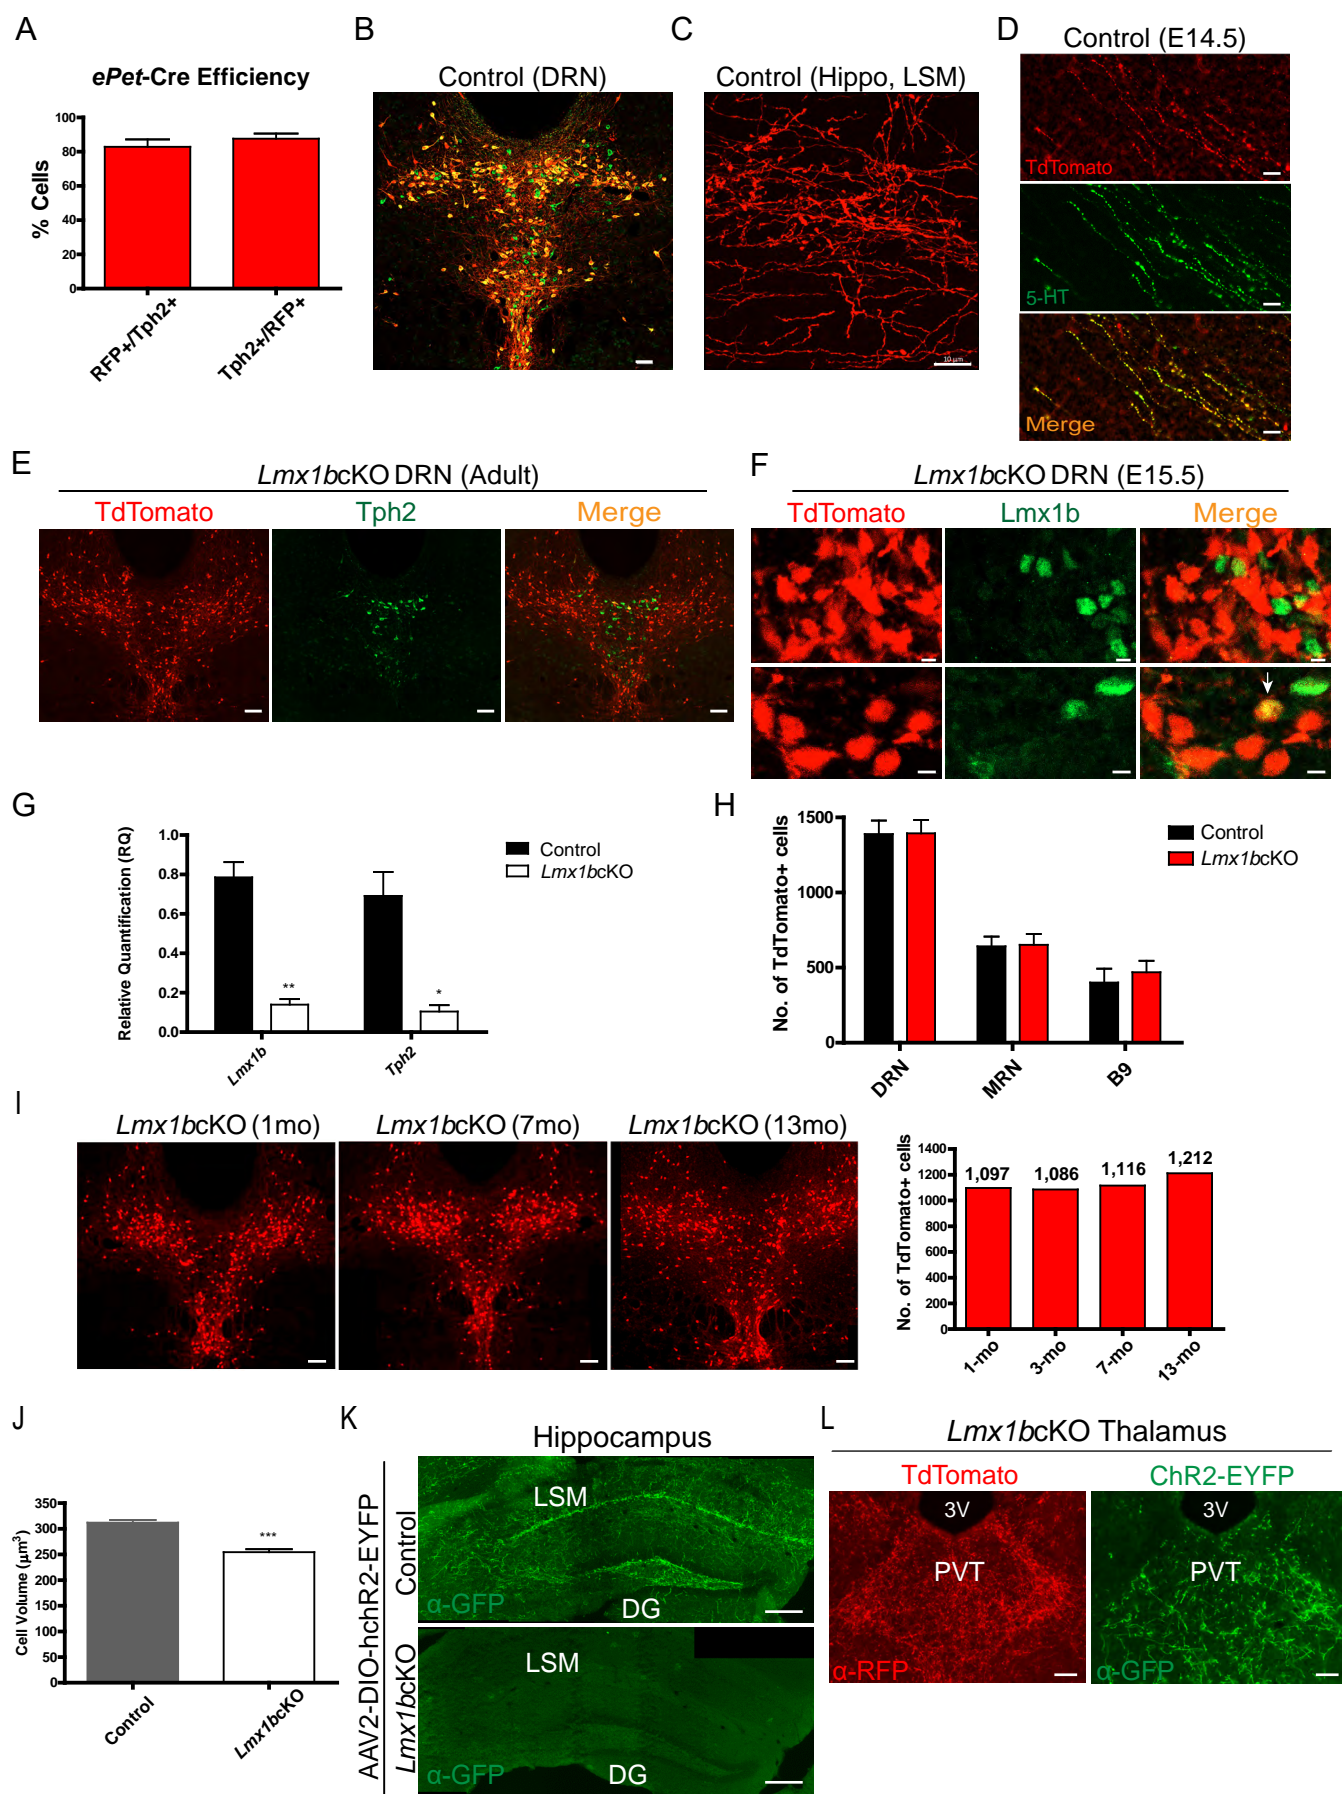 A
ePet-Cre Efficiency
% Cells
100
80
60
40
20
0
RFP+/Tph2+
Tph2+/RFP+
B
Control (DRN)
C
Control (Hippo, LSM)
10 µm
D
Control (E14.5)
TdTomato
5-HT
Merge
E
Lmx1bcKO DRN (Adult)
TdTomato
Tph2
Merge
F
Lmx1bcKO DRN (E15.5)
TdTomato
Lmx1b
Merge
G
Relative Quantification (RQ)
1.0
0.8
0.6
0.4
0.2
0.0
**
*
Lmx1b
Tph2
Control
Lmx1bcKO
H
No. of TdTomato+ cells
1500
1000
500
0
DRN
MRN
B9
Control
Lmx1bcKO
I
Lmx1bcKO (1mo)
Lmx1bcKO (7mo)
Lmx1bcKO (13mo)
No. of TdTomato+ cells
1400
1200
1000
800
600
400
200
0
1,097
1,086
1,116
1,212
1-mo
3-mo
7-mo
13-mo
J
Cell Volume (µm³)
350
300
250
200
150
100
50
0
***
Control
Lmx1bcKO
K
Hippocampus
AAV2-DIO-hchR2-EYFP
Control
LSM
DG
α-GFP
Lmx1bcKO
LSM
DG
α-GFP
L
Lmx1bcKO Thalamus
TdTomato
ChR2-EYFP
3V
PVT
α-RFP
3V
PVT
α-GFP